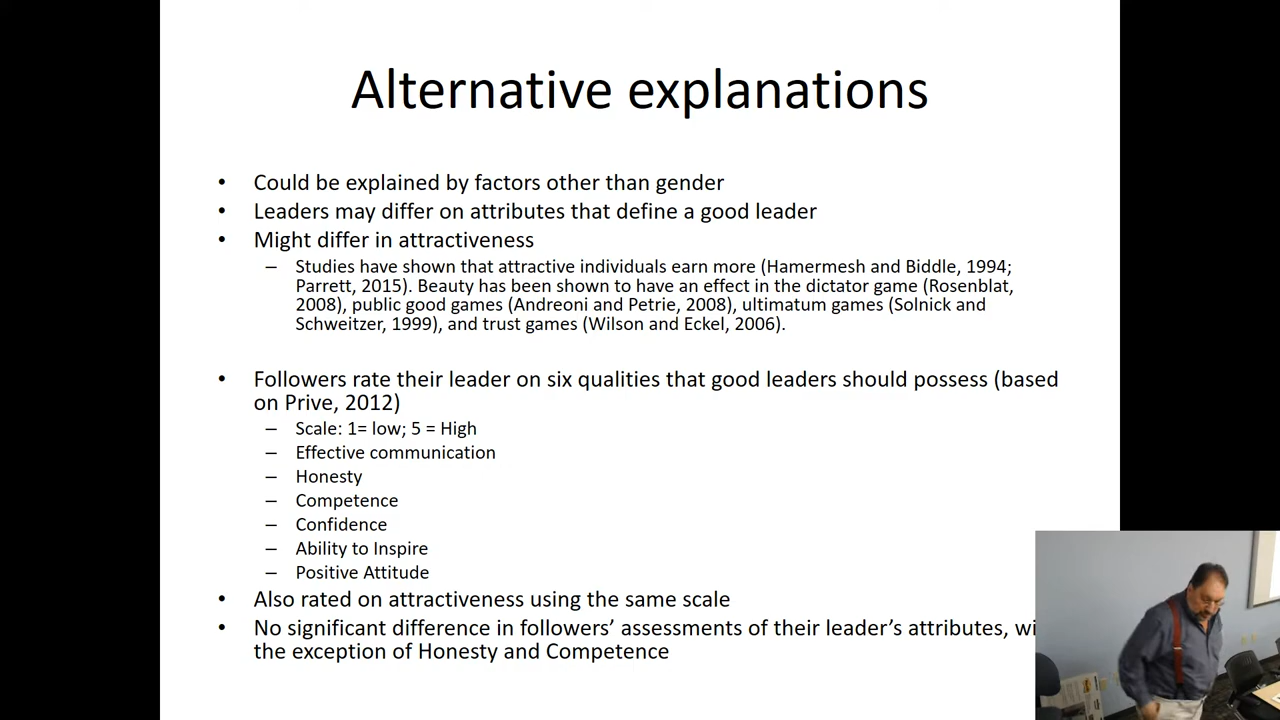 Alternative explanations
• Could be explained by factors other than gender
• Leaders may differ on attributes that define a good leader
• Might differ in attractiveness
– Studies have shown that attractive individuals earn more (Hamermesh and Biddle, 1994;
Parrett, 2015). Beauty has been shown to have an effect in the dictator game (Rosenblat,
2008), public good games (Andreoni and Petrie, 2008), ultimatum games (Solnick and
Schweitzer, 1999), and trust games (Wilson and Eckel, 2006).
• Followers rate their leader on six qualities that good leaders should possess (based
on Prive, 2012)
– Scale: 1= low; 5 = High
– Effective communication
– Honesty
– Competence
– Confidence
– Ability to Inspire
– Positive Attitude
• Also rated on attractiveness using the same scale
• No significant difference in followers’ assessments of their leader’s attributes, wi
the exception of Honesty and Competence